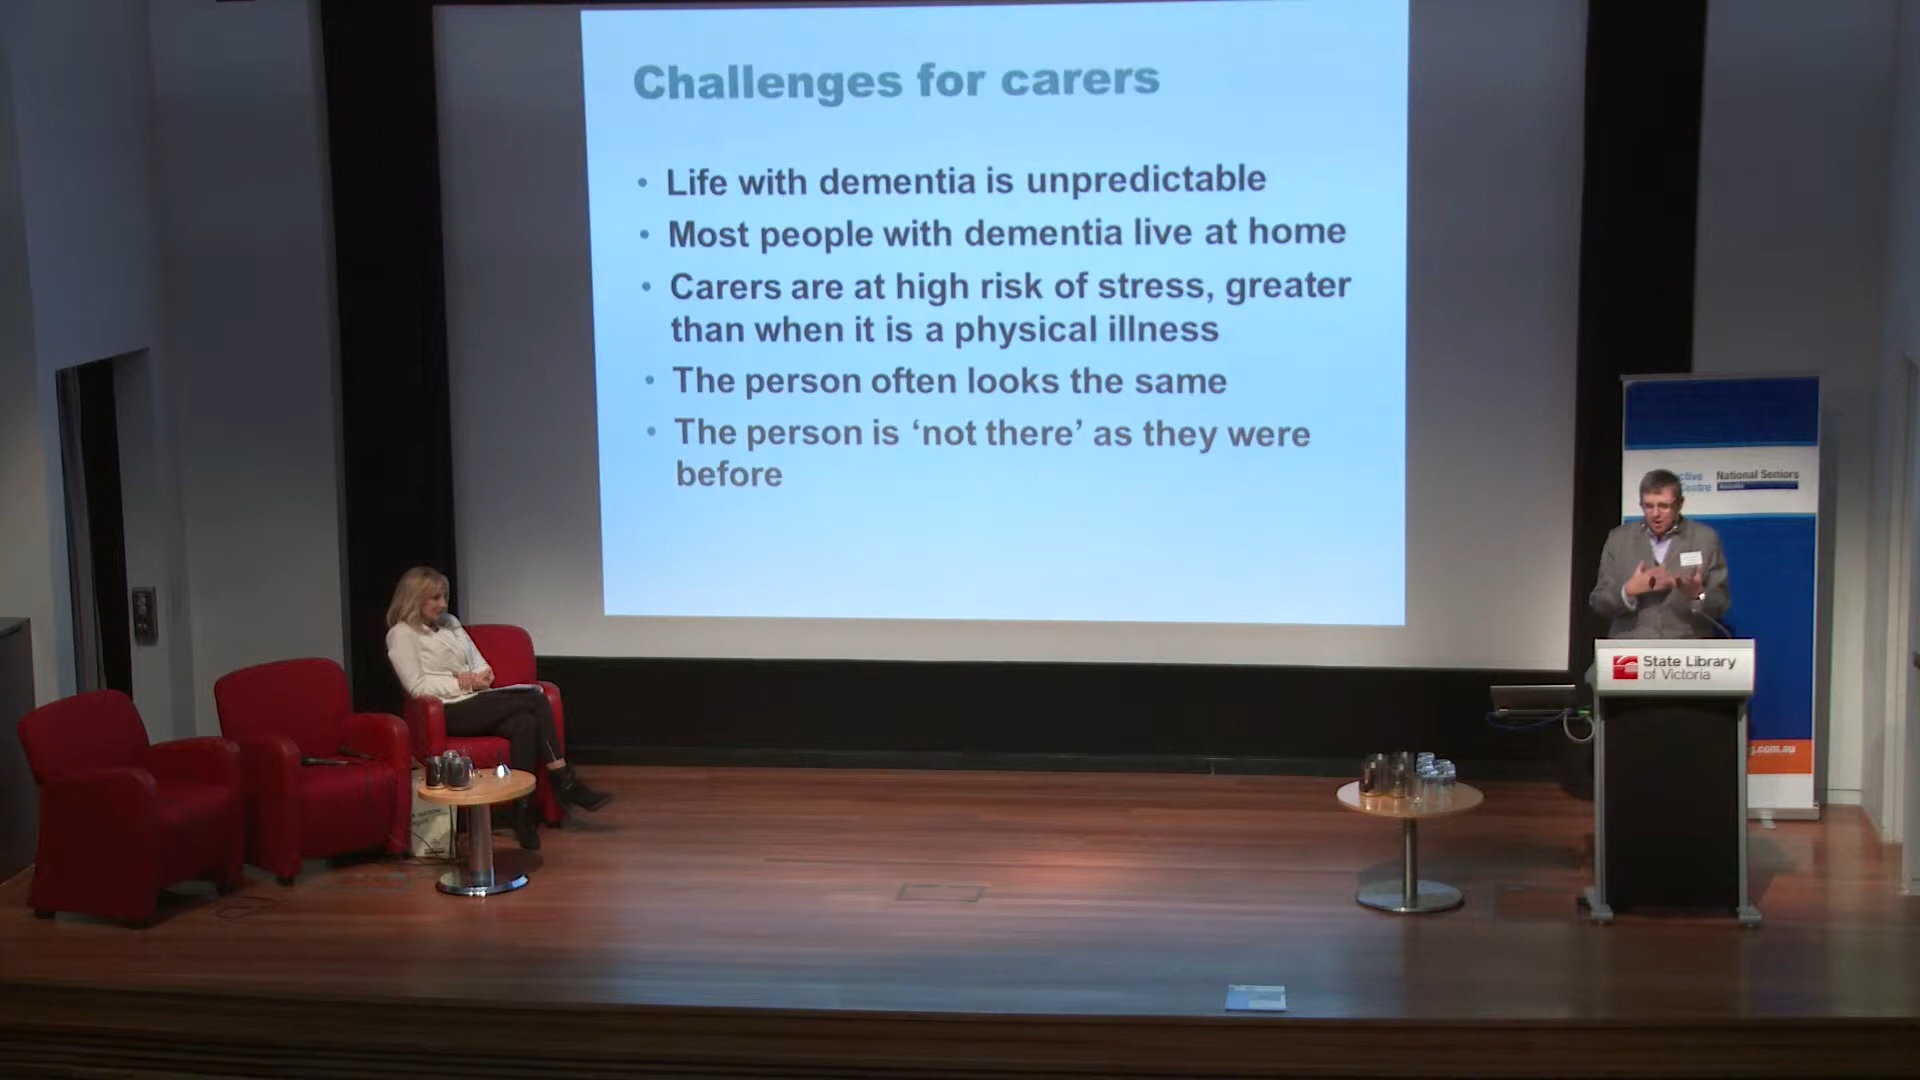 Challenges for carers
• Life with dementia is unpredictable
• Most people with dementia live at home
• Carers are at high risk of stress, greater
than when it is a physical illness
• The person often looks the same
• The person is ‘not there’ as they were
before
National Seniors
State Library
of Victoria
.com.au